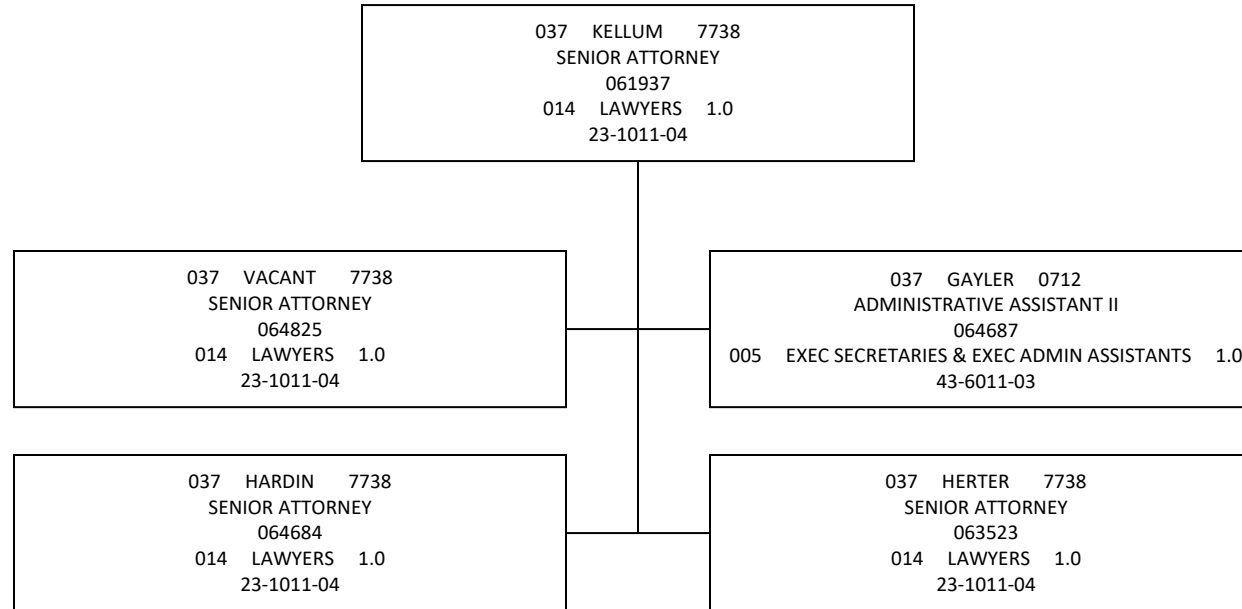 037 KELLUM 7738
SENIOR ATTORNEY
061937
014 LAWYERS 1.0
23-1011-04
037 VACANT 7738
SENIOR ATTORNEY
064825
014 LAWYERS 1.0
23-1011-04
037 GAYLER 0712
ADMINISTRATIVE ASSISTANT II
064687
005 EXEC SECRETARIES & EXEC ADMIN ASSISTANTS 1.0
43-6011-03
037 HARDIN 7738
SENIOR ATTORNEY
064684
014 LAWYERS 1.0
23-1011-04
037 HERTER 7738
SENIOR ATTORNEY
063523
014 LAWYERS 1.0
23-1011-04